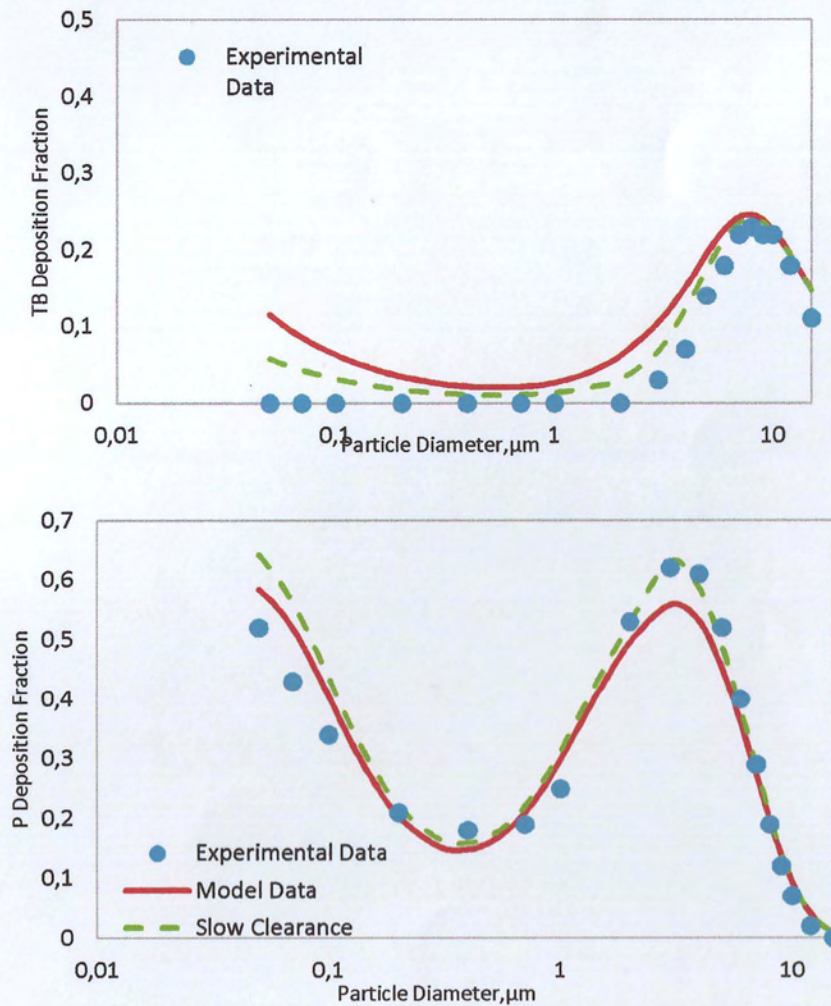 0,5
Experimental
Data
0,4
0,3
0,2
0,1
0
TB Deposition Fraction
0,01
0,1
1
10
Particle Diameter,µm
0,7
0,6
0,5
0,4
0,3
0,2
0,1
0
P Deposition Fraction
Experimental Data
Model Data
Slow Clearance
0,01
0,1
1
10
Particle Diameter,µm